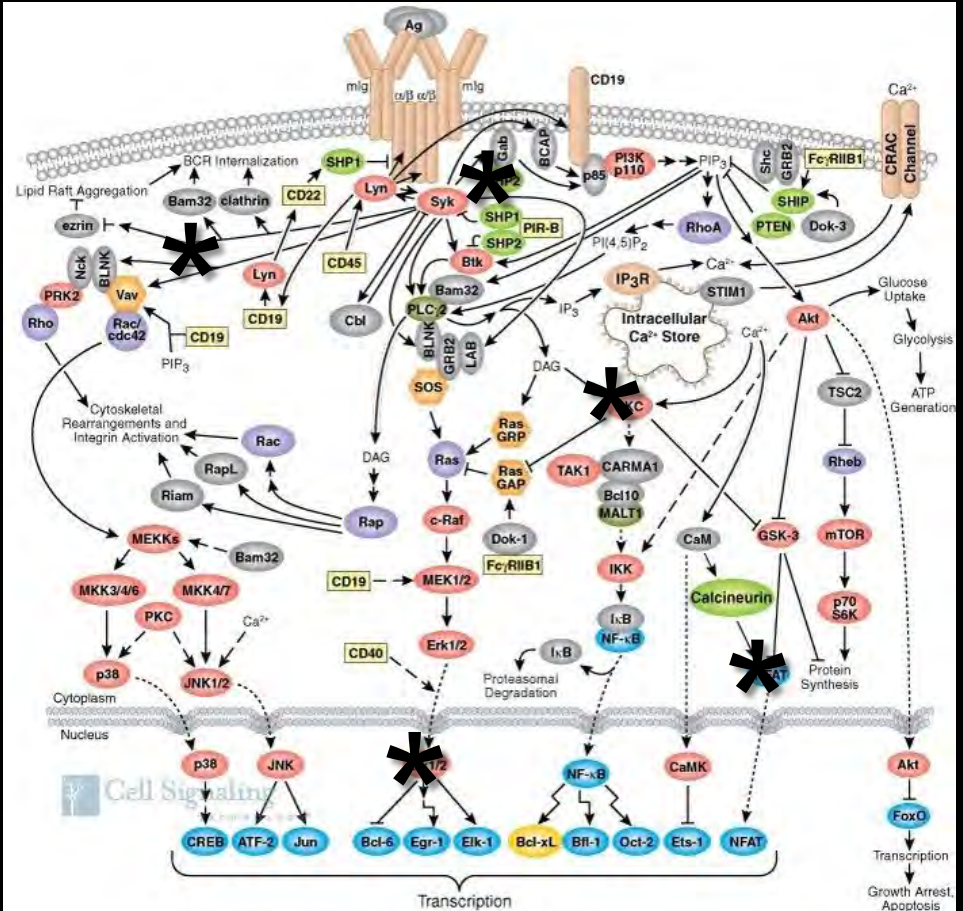 Ag
mIg
α/β α/β
mIg
CD19
Ca²⁺
CRAC
Channel
BCR Internalization
SHP1
Lyn
Gab
BCAP
p85
PI3K
p110
PIP₃
Shc
GRB2
FcγRIIB1
Lipid Raft Aggregation
Bam32
clathrin
CD22
Syk
SHP1
PIR-B
SHP2
SHIP
PTEN
Dok-3
ezrin
Nck
BLNK
PRK2
Vav
Rho
Rac/
cdc42
CD19
PIP₃
Lyn
CD19
CD45
Cbl
Btk
Bam32
PLCγ2
BLNK
GRB2
LAB
SOS
PI(4,5)P₂
RhoA
IP₃
IP3R
Ca²⁺
STIM1
Intracellular
Ca²⁺ Store
Ca²⁺
Akt
Glucose
Uptake
Glycolysis
ATP
Generation
TSC2
Rheb
mTOR
p70
S6K
Protein
Synthesis
Cytoskeletal
Rearrangements and
Integrin Activation
Rac
RapL
Riam
DAG
Rap
DAG
Ras
GRP
Ras
Ras
GAP
TAK1
CARMA1
Bcl10
MALT1
c-Raf
Dok-1
FcγRIIB1
CaM
GSK-3
Calcineurin
MEKKs
Bam32
MKK3/4/6
MKK4/7
PKC
Ca²⁺
p38
JNK1/2
CD19
MEK1/2
CD40
Erk1/2
IKK
IκB
NF-κB
IκB
Proteasomal
Degradation
Cytoplasm
Nucleus
p38
JNK
NF-κB
CaMK
Akt
Cell Signaling
CREB
ATF-2
Jun
Bcl-6
Egr-1
Elk-1
Bcl-xL
Bfl-1
Oct-2
Ets-1
NFAT
FoxO
Transcription
Growth Arrest,
Apoptosis
Transcription